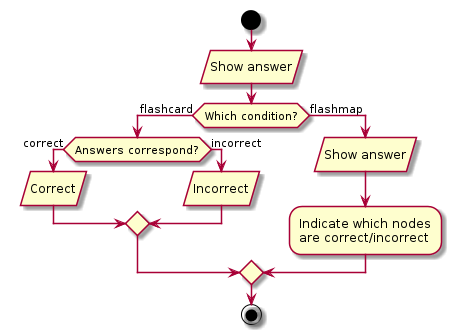 Show answer
flashcard
Which condition?
flashmap
correct
Answers correspond?
incorrect
Show answer
Correct
Incorrect
Indicate which nodes
are correct/incorrect